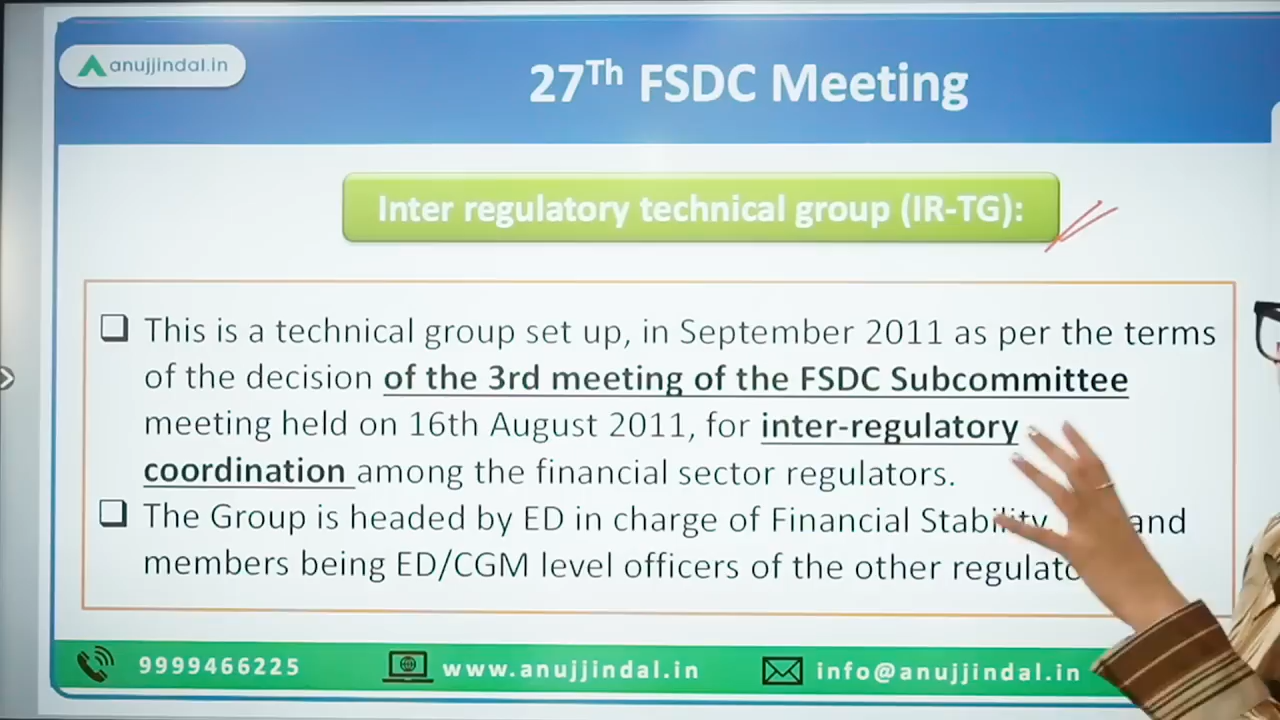 anujjindal.in
27Th FSDC Meeting
Inter regulatory technical group (IR-TG):
This is a technical group set up, in September 2011 as per the terms
of the decision of the 3rd meeting of the FSDC Subcommittee
meeting held on 16th August 2011, for inter-regulatory
coordination among the financial sector regulators.
The Group is headed by ED in charge of Financial Stability, and
members being ED/CGM level officers of the other
9999466225
www.anujjindal.in
info@anujjindal.in